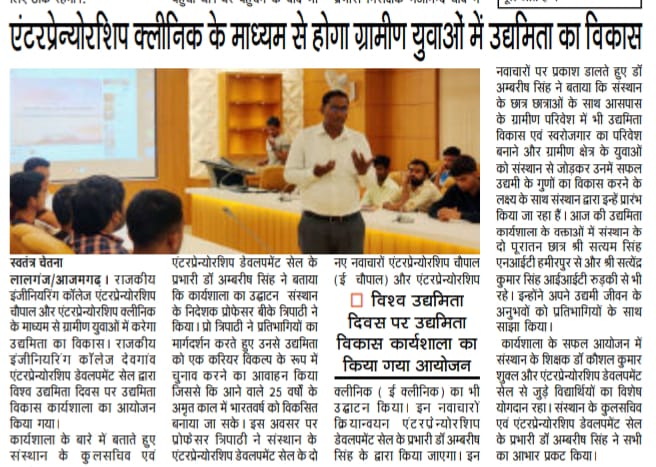 एंटरप्रेन्योरशिप क्लीनिक के माध्यम से होगा ग्रामीण युवाओं में उद्यमिता का विकास
स्वतंत्र चेतना
लालगंज/आजमगढ़। राजकीय
इंजीनियरिंग कॉलेज एंटरप्रेन्योरशिप
चौपाल और एंटरप्रेन्योरशिप क्लीनिक
के माध्यम से ग्रामीण युवाओं में करेगा
उद्यमिता का विकास। राजकीय
इंजीनियरिंग कॉलेज देवगांव
एंटरप्रेन्योरशिप डेवलपमेंट सेल द्वारा
विश्व उद्यमिता दिवस पर उद्यमिता
विकास कार्यशाला का आयोजन
किया गया।
कार्यशाला के बारे में बताते हुए
संस्थान के कुलसचिव एवं
एंटरप्रेन्योरशिप डेवलपमेंट सेल के
प्रभारी डॉ अम्बरीष सिंह ने बताया
कि कार्यशाला का उद्घाटन संस्थान
के निदेशक प्रोफेसर बीके त्रिपाठी ने
किया। प्रो त्रिपाठी ने प्रतिभागियों का
मार्गदर्शन करते हुए उनसे उद्यमिता
को एक करियर विकल्प के रूप में
चुनाव करने का आवाहन किया
जिससे कि आने वाले 25 वर्षों के
अमृत काल में भारतवर्ष को विकसित
बनाया जा सके। इस अवसर पर
प्रोफेसर त्रिपाठी ने संस्थान के
एंटरप्रेन्योरशिप डेवलपमेंट सेल के दो
नए नवाचारों एंटरप्रेन्योरशिप चौपाल
(ई चौपाल) और एंटरप्रेन्योरशिप
विश्व उद्यमिता
दिवस पर उद्यमिता
विकास कार्यशाला का
किया गया आयोजन
क्लीनिक ( ई क्लीनिक) का भी
उद्घाटन किया। इन नवाचारों
क्रियान्वयन एंटरप्रेन्योरशिप
डेवलपमेंट सेल के प्रभारी डॉ अम्बरीष
सिंह के द्वारा किया जाएगा। इन
नवाचारों पर प्रकाश डालते हुए डॉ
अम्बरीष सिंह ने बताया कि संस्थान
के छात्र छात्राओं के साथ आसपास
के ग्रामीण परिवेश में भी उद्यमिता
विकास एवं स्वरोजगार का परिवेश
बनाने और ग्रामीण क्षेत्र के युवाओं
को संस्थान से जोड़कर उनमें सफल
उद्यमी के गुणों का विकास करने के
लक्ष्य के साथ संस्थान द्वारा इन्हें प्रारंभ
किया जा रहा हैं। आज की उद्यमिता
कार्यशाला के वक्ताओं में संस्थान के
दो पूरातन छात्र श्री सत्यम सिंह
एनआईटी हमीरपुर से और श्री सत्येंद्र
कुमार सिंह आईआईटी रुड़की से भी
रहे। इन्होंने अपने उद्यमी जीवन के
अनुभवों को प्रतिभागियों के साथ
साझा किया।
कार्यशाला के सफल आयोजन में
संस्थान के शिक्षक डॉ कौशल कुमार
शुक्ल और एंटरप्रेन्योरशिप डेवलपमेंट
सेल से जुड़े विद्यार्थियों का विशेष
योगदान रहा। संस्थान के कुलसचिव
एवं एंटरप्रेन्योरशिप डेवलपमेंट सेल
के प्रभारी डॉ अम्बरीष सिंह ने सभी
का आभार प्रकट किया।